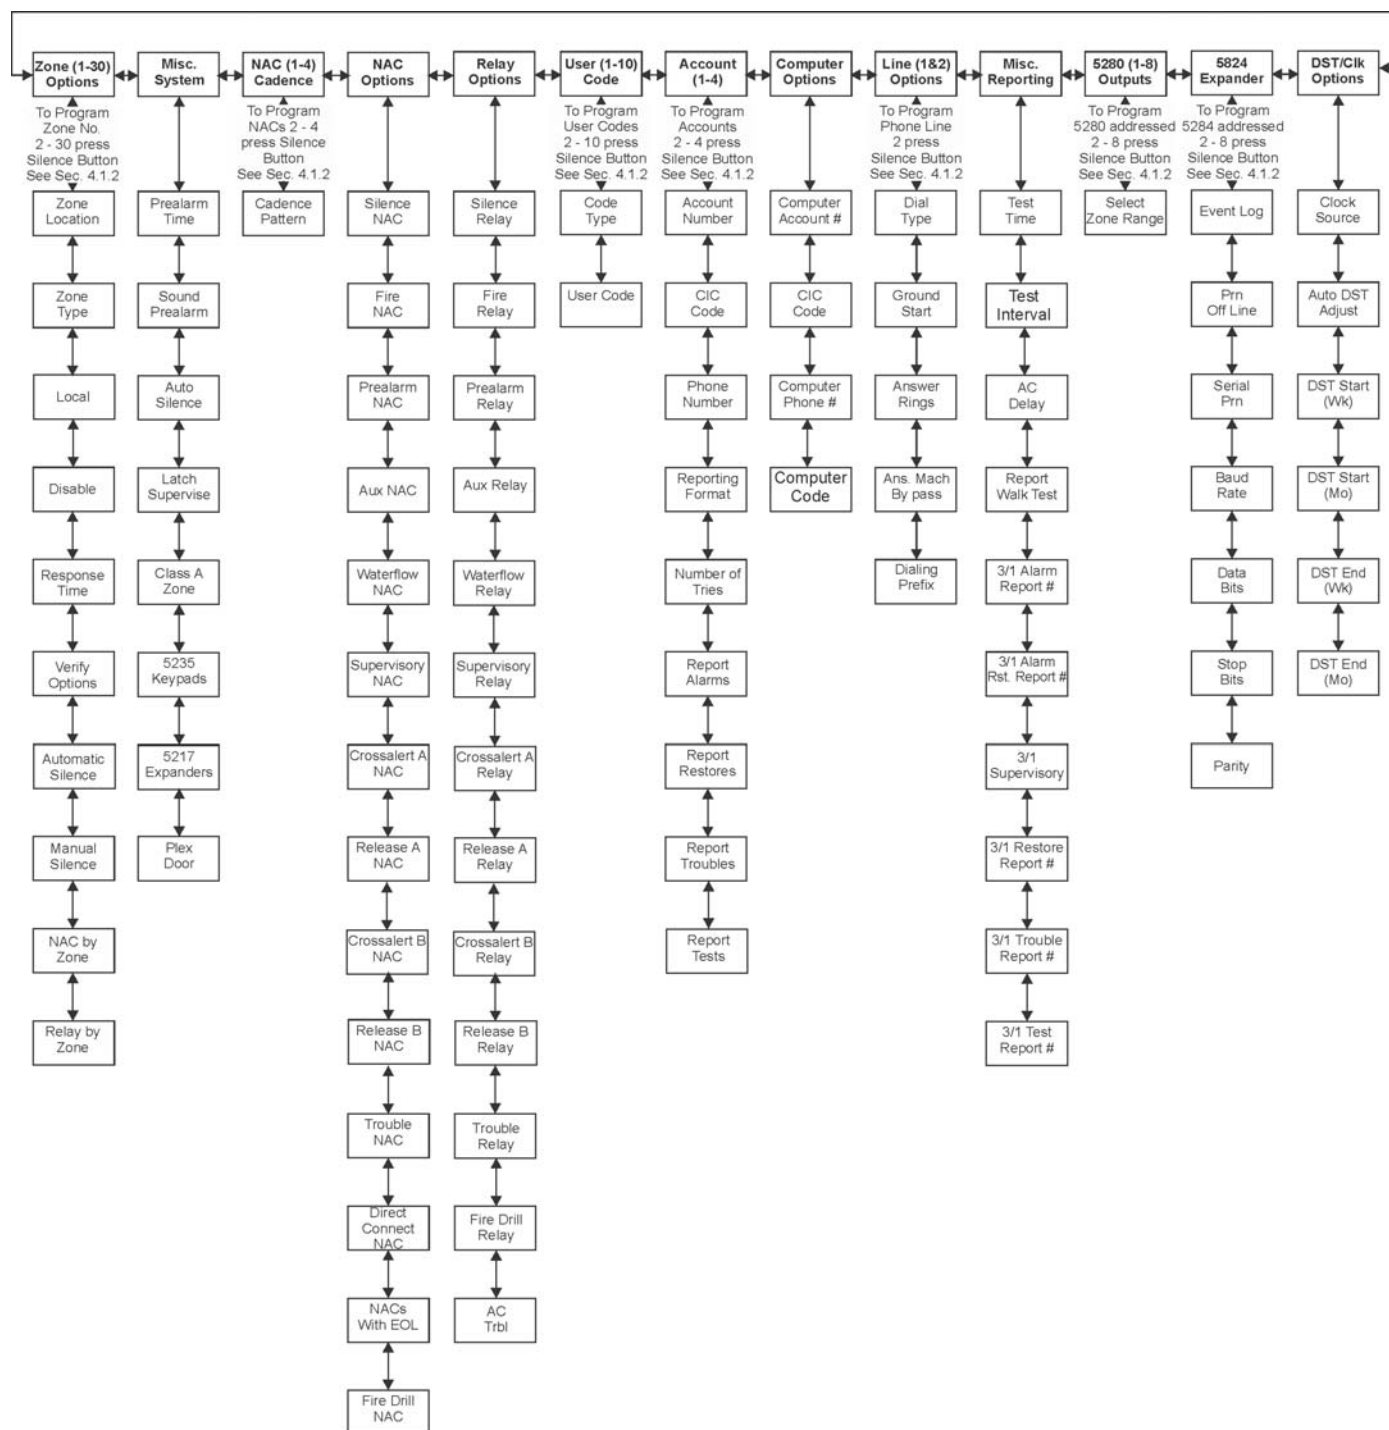 Zone (1-30)
Options
Misc.
System
NAC (1-4)
Cadence
NAC
Options
Relay
Options
User (1-10)
Code
Account
(1-4)
Computer
Options
Line (1&2)
Options
Misc.
Reporting
5280 (1-8)
Outputs
5824
Expander
DST/Clk
Options
To Program
Zone No.
2 - 30 press
Silence Button
See Sec. 4.1.2
To Program
NACs 2 - 4
press Silence
Button
See Sec. 4.1.2
To Program
User Codes
2 - 10 press
Silence Button
See Sec. 4.1.2
To Program
Accounts
2 - 4 press
Silence Button
See Sec. 4.1.2
To Program
Phone Line
2 press
Silence Button
See Sec. 4.1.2
To Program
5280 addressed
2 - 8 press
Silence Button
See Sec. 4.1.2
To Program
5284 addressed
2 - 8 press
Silence Button
See Sec. 4.1.2
Zone
Location
Zone
Type
Local
Disable
Response
Time
Verify
Options
Automatic
Silence
Manual
Silence
NAC by
Zone
Relay by
Zone
Prealarm
Time
Sound
Prealarm
Auto
Silence
Latch
Supervise
Class A
Zone
5235
Keypads
5217
Expanders
Plex
Door
Cadence
Pattern
Silence
NAC
Fire
NAC
Prealarm
NAC
Aux NAC
Waterflow
NAC
Supervisory
NAC
Crossalert A
NAC
Release A
NAC
Crossalert B
NAC
Release B
NAC
Trouble
NAC
Direct
Connect
NAC
NACs
With EOL
Fire Drill
NAC
Silence
Relay
Fire
Relay
Prealarm
Relay
Aux Relay
Waterflow
Relay
Supervisory
Relay
Crossalert A
Relay
Release A
Relay
Crossalert B
Relay
Release B
Relay
Trouble
Relay
Fire Drill
Relay
AC
Trbl
Code
Type
User Code
Account
Number
CIC
Code
Phone
Number
Reporting
Format
Number of
Tries
Report
Alarms
Report
Restores
Report
Troubles
Report
Tests
Computer
Account #
CIC
Code
Computer
Phone #
Computer
Code
Dial
Type
Ground
Start
Answer
Rings
Ans. Mach
By pass
Dialing
Prefix
Test
Time
Test
Interval
AC
Delay
Report
Walk Test
3/1 Alarm
Report #
3/1 Alarm
Rst. Report #
3/1
Supervisory
3/1 Restore
Report #
3/1 Trouble
Report #
3/1 Test
Report #
Select
Zone Range
Event Log
Prn
Off Line
Serial
Prn
Baud
Rate
Data
Bits
Stop
Bits
Parity
Clock
Source
Auto DST
Adjust
DST Start
(Wk)
DST Start
(Mo)
DST End
(Wk)
DST End
(Mo)